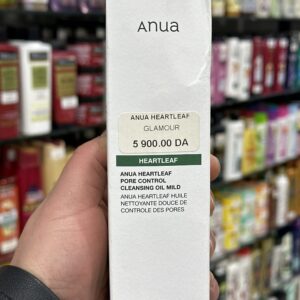 Anua
ANUA HEARTLEAF
GLAMOUR
5 900.00 DA
HEARTLEAF
ANUA HEARTLEAF
PORE CONTROL
CLEANSING OIL MILD
ANUA HEARTLEAF HUILE
NETTOYANTE DOUCE DE
CONTROLE DES PORES